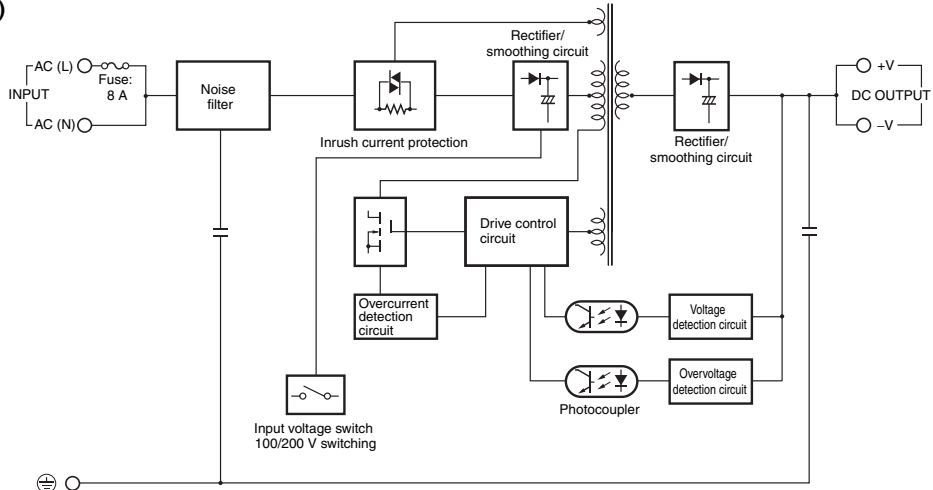 )
AC (L)
Fuse:
8 A
INPUT
AC (N)
Noise
filter
Inrush current protection
Rectifier/
smoothing circuit
Rectifier/
smoothing circuit
+V
DC OUTPUT
–V
Drive control
circuit
Overcurrent
detection
circuit
Voltage
detection circuit
Overvoltage
detection circuit
Photocoupler
Input voltage switch
100/200 V switching